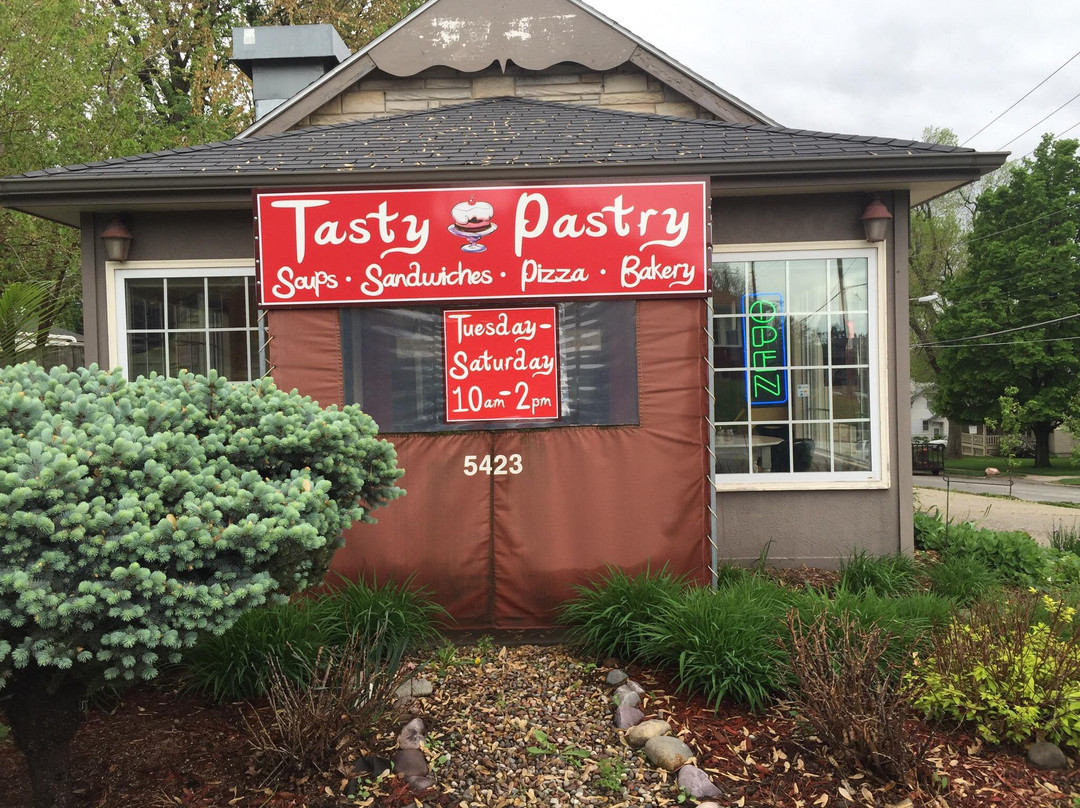 Tasty Pastry
Soups · Sandwiches · Pizza · Bakery
Tuesday-
Saturday
10am-2pm
5423
OPEN